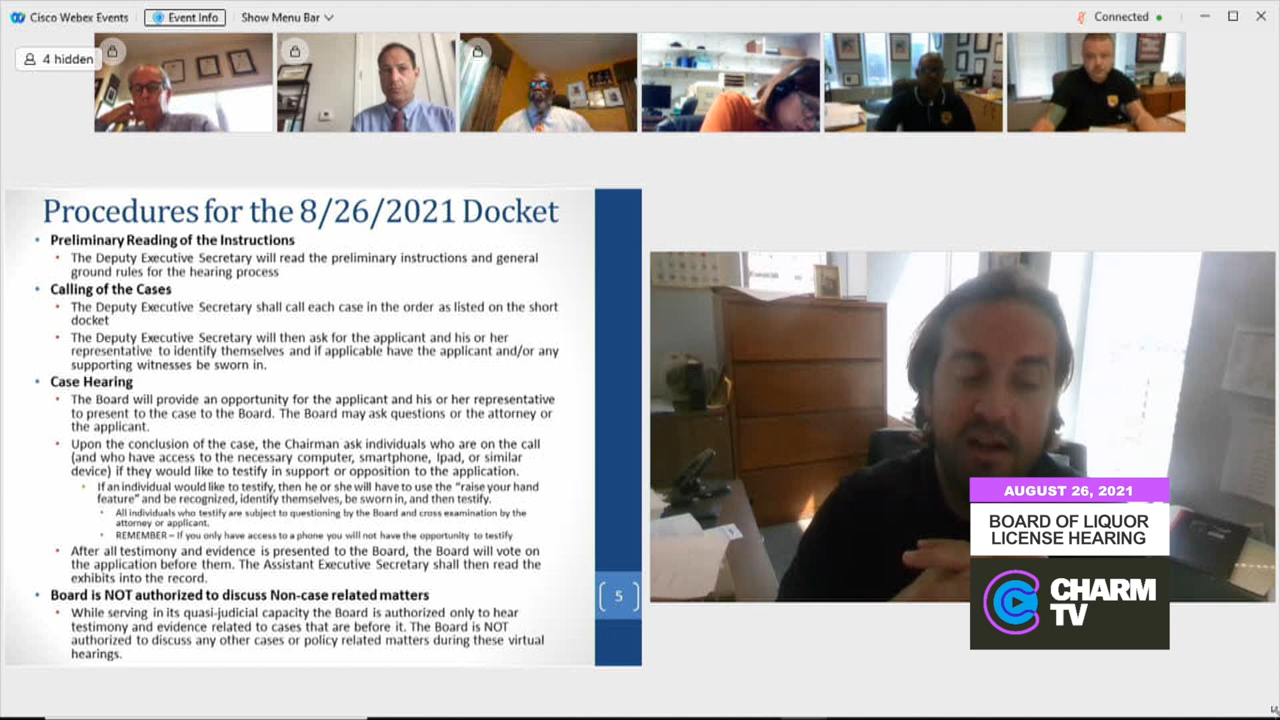 Cisco Webex Events
Event Info
Show Menu Bar
Connected
4 hidden
Procedures for the 8/26/2021 Docket
• Preliminary Reading of the Instructions
• The Deputy Executive Secretary will read the preliminary instructions and general
ground rules for the hearing process
• Calling of the Cases
• The Deputy Executive Secretary shall call each case in the order as listed on the short
docket
• The Deputy Executive Secretary will then ask for the applicant and his or her
representative to identify themselves and if applicable have the applicant and/or any
supporting witnesses be sworn in.
• Case Hearing
• The Board will provide an opportunity for the applicant and his or her representative
to present to the case to the Board. The Board may ask questions or the attorney or
the applicant.
• Upon the conclusion of the case, the Chairman ask individuals who are on the call
(and who have access to the necessary computer, smartphone, Ipad, or similar
device) if they would like to testify in support or opposition to the application.
• If an individual would like to testify, then he or she will have to use the "raise your hand
feature" and be recognized, identify themselves, be sworn in, and then testify.
• All individuals who testify are subject to questioning by the Board and cross examination by the
attorney or applicant.
• REMEMBER – If you only have access to a phone you will not have the opportunity to testify
• After all testimony and evidence is presented to the Board, the Board will vote on
the application before them. The Assistant Executive Secretary shall then read the
exhibits into the record.
• Board is NOT authorized to discuss Non-case related matters
• While serving in its quasi-judicial capacity the Board is authorized only to hear
testimony and evidence related to cases that are before it. The Board is NOT
authorized to discuss any other cases or policy related matters during these virtual
hearings.
5
AUGUST 26, 2021
BOARD OF LIQUOR
LICENSE HEARING
CHARM
TV